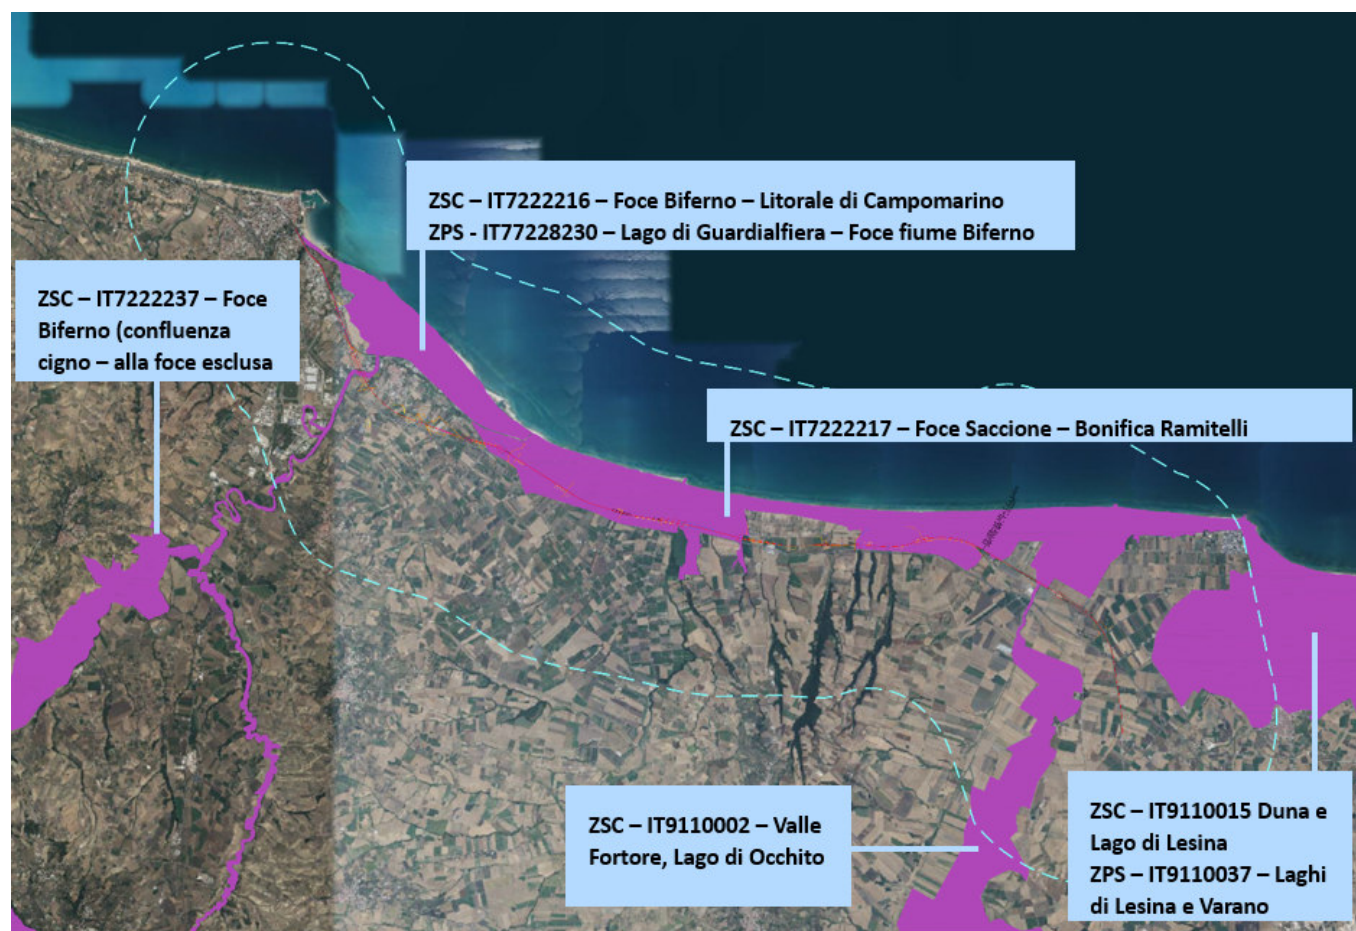 ZSC – IT7222216 – Foce Biferno – Litorale di Campomarino
ZPS - IT77228230 – Lago di Guardialfiera – Foce fiume Biferno
ZSC – IT7222237 – Foce
Biferno (confluenza
cigno – alla foce esclusa
ZSC – IT7222217 – Foce Saccione – Bonifica Ramitelli
ZSC – IT9110002 – Valle
Fortore, Lago di Occhito
ZSC – IT9110015 Duna e
Lago di Lesina
ZPS – IT9110037 – Laghi
di Lesina e Varano